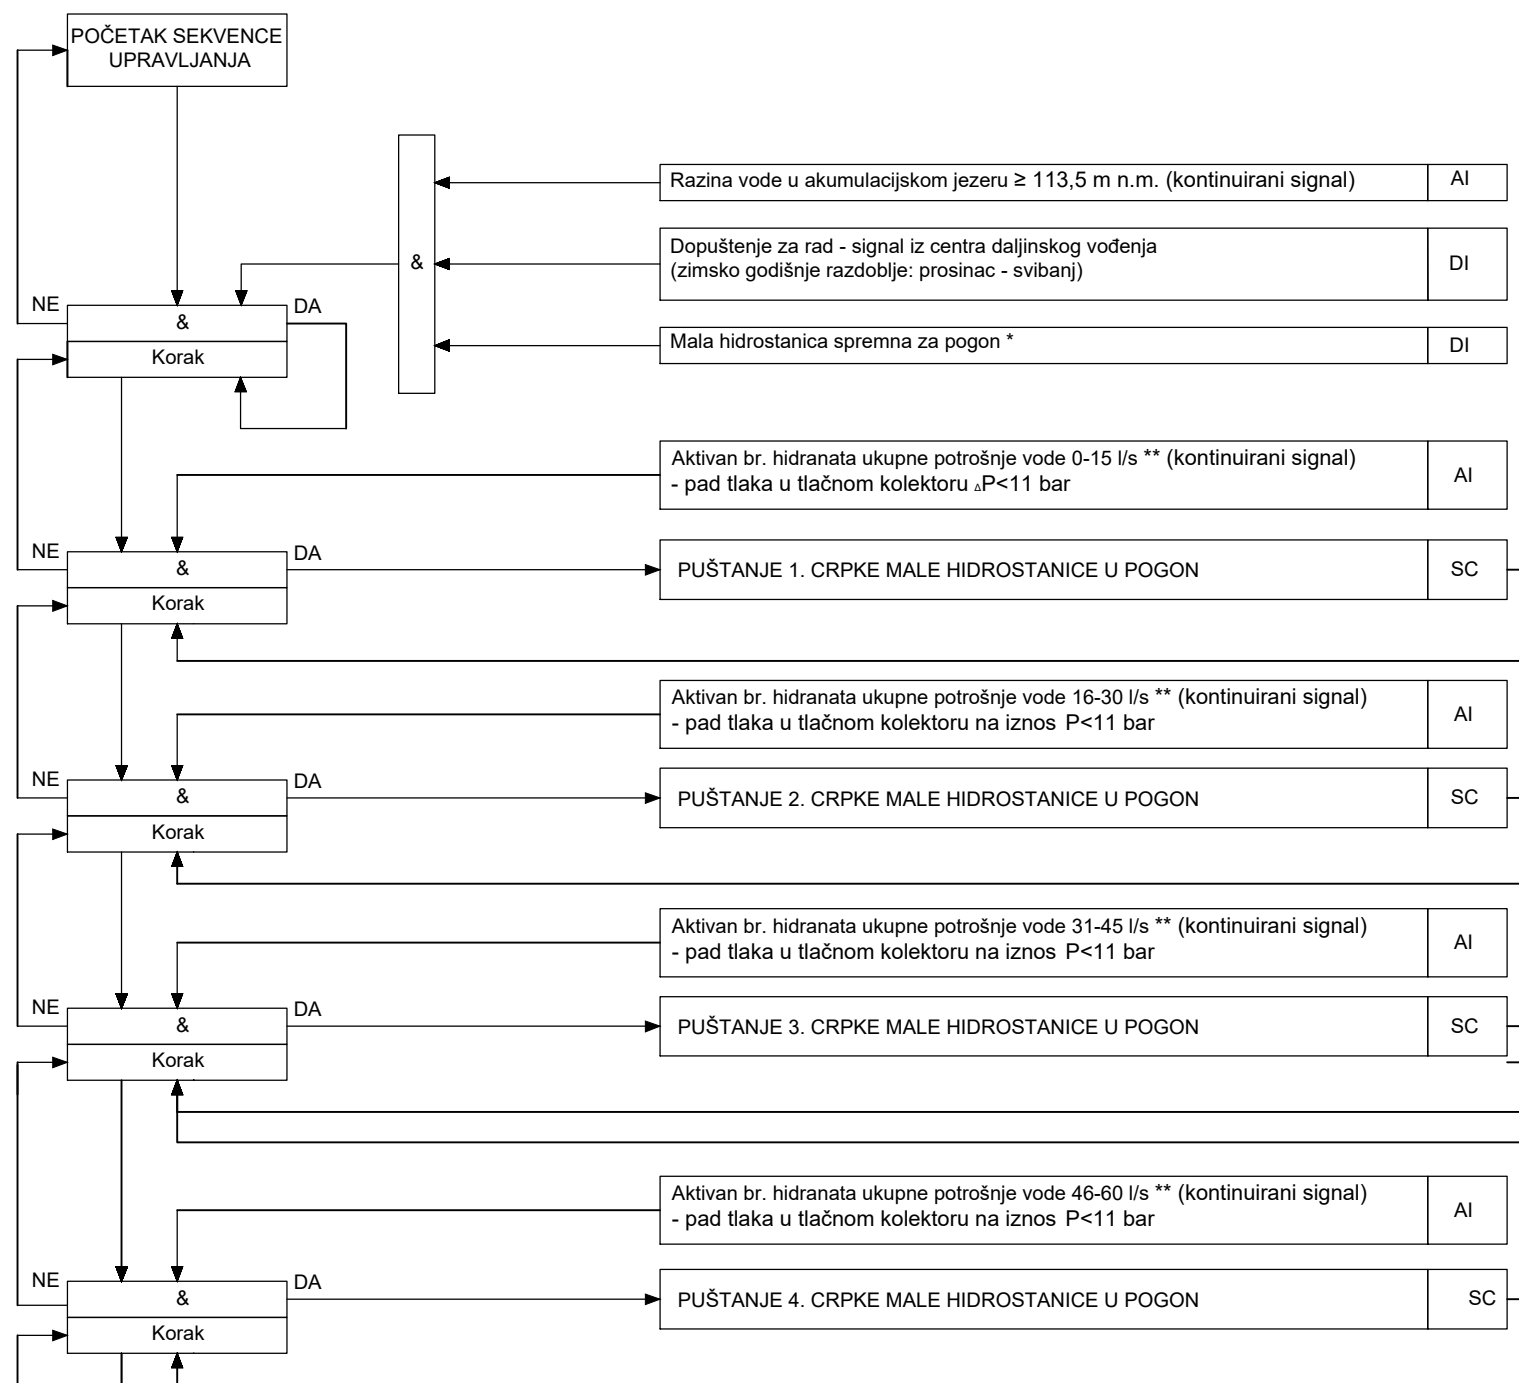 POČETAK SEKVENCE
UPRAVLJANJA
Razina vode u akumulacijskom jezeru ≥ 113,5 m n.m. (kontinuirani signal)
AI
Dopuštenje za rad - signal iz centra daljinskog vođenja
(zimsko godišnje razdoblje: prosinac - svibanj)
DI
&
NE
&
DA
Korak
Mala hidrostanica spremna za pogon *
DI
Aktivan br. hidranata ukupne potrošnje vode 0-15 l/s ** (kontinuirani signal)
- pad tlaka u tlačnom kolektoru ΔP<11 bar
AI
NE
&
DA
Korak
PUŠTANJE 1. CRPKE MALE HIDROSTANICE U POGON
SC
Aktivan br. hidranata ukupne potrošnje vode 16-30 l/s ** (kontinuirani signal)
- pad tlaka u tlačnom kolektoru na iznos P<11 bar
AI
NE
&
DA
Korak
PUŠTANJE 2. CRPKE MALE HIDROSTANICE U POGON
SC
Aktivan br. hidranata ukupne potrošnje vode 31-45 l/s ** (kontinuirani signal)
- pad tlaka u tlačnom kolektoru na iznos P<11 bar
AI
NE
&
DA
Korak
PUŠTANJE 3. CRPKE MALE HIDROSTANICE U POGON
SC
Aktivan br. hidranata ukupne potrošnje vode 46-60 l/s ** (kontinuirani signal)
- pad tlaka u tlačnom kolektoru na iznos P<11 bar
AI
NE
&
DA
Korak
PUŠTANJE 4. CRPKE MALE HIDROSTANICE U POGON
SC